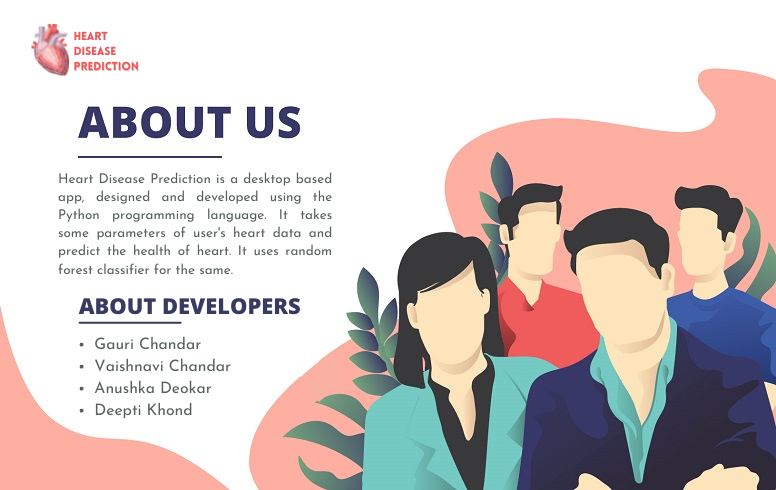 HEART
DISEASE
PREDICTION
ABOUT US
Heart Disease Prediction is a desktop based
app, designed and developed using the
Python programming language. It takes
some parameters of user's heart data and
predict the health of heart. It uses random
forest classifier for the same.
ABOUT DEVELOPERS
• Gauri Chandar
• Vaishnavi Chandar
• Anushka Deokar
• Deepti Khond